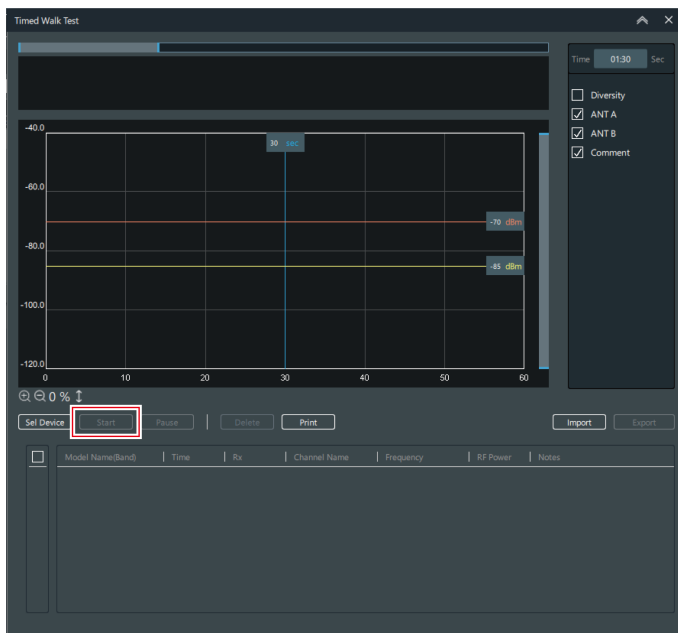 Timed Walk Test
Time 01:30 Sec
Diversity
ANT A
ANT B
Comment
-40.0
30 sec
-60.0
-70 dBm
-80.0
-85 dBm
-100.0
-120.0
0 10 20 30 40 50 60
0 %
Sel Device Start Pause Delete Print Import Export
Model Name(Band) Time Rx Channel Name Frequency RF Power Notes